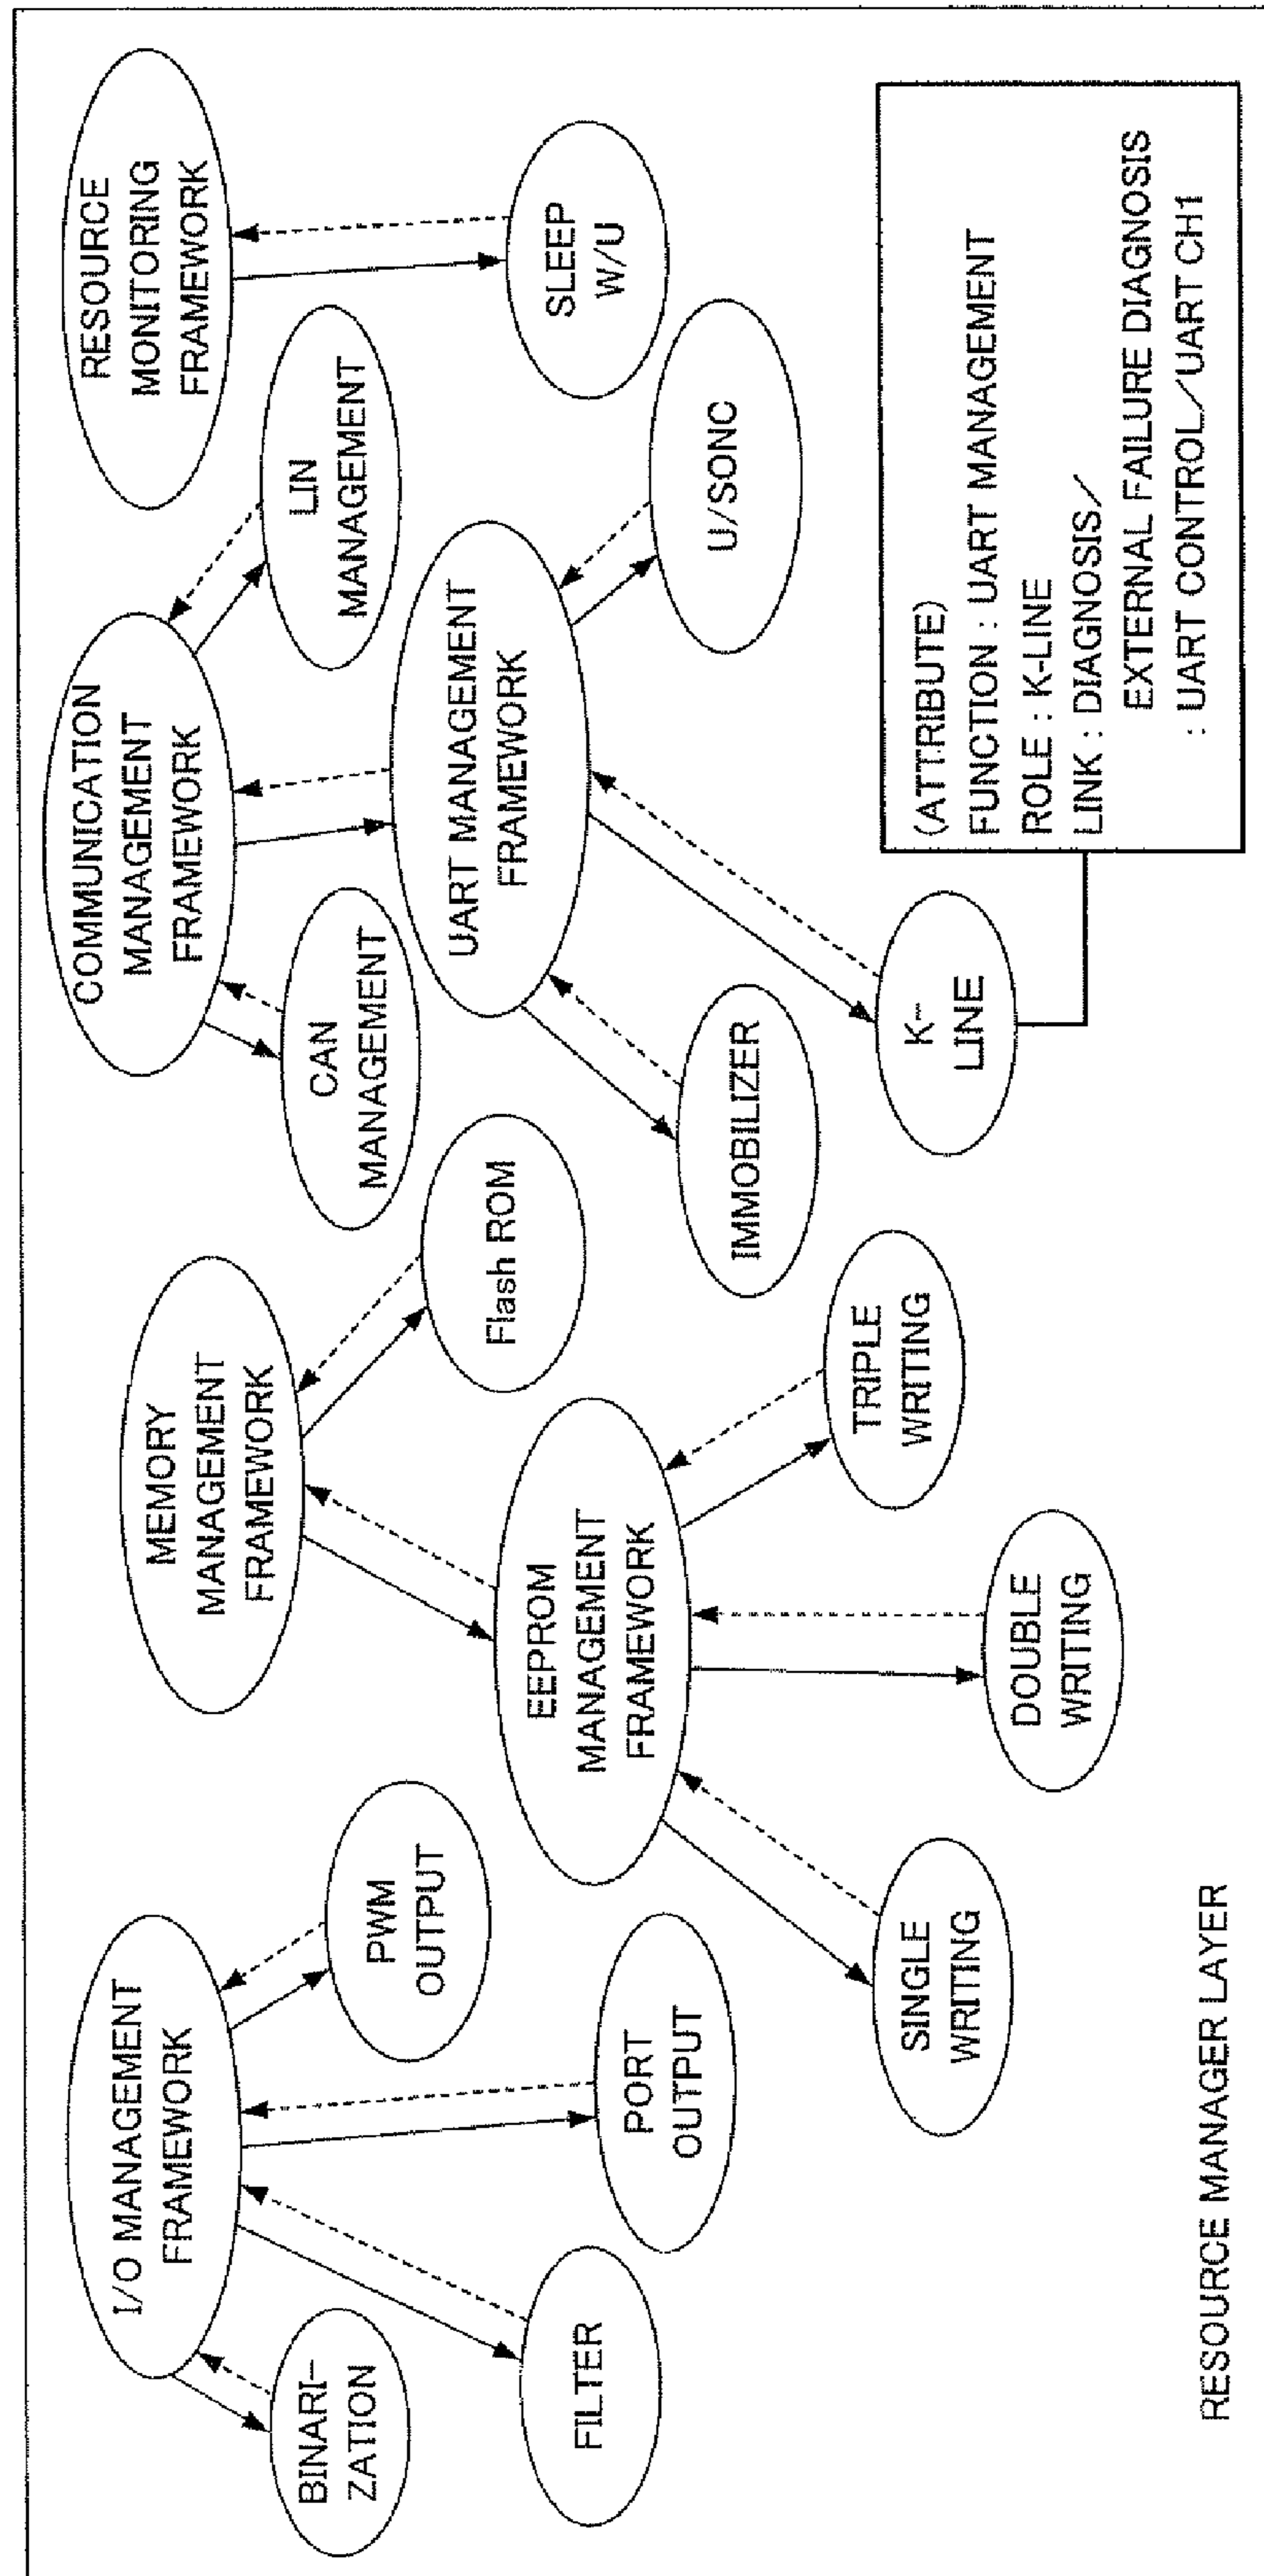 I/O MANAGEMENT
FRAMEWORK
BINARI-
ZATION
FILTER
PORT
OUTPUT
PWM
OUTPUT
MEMORY
MANAGEMENT
FRAMEWORK
EEPROM
MANAGEMENT
FRAMEWORK
Flash ROM
SINGLE
WRITING
DOUBLE
WRITING
TRIPLE
WRITING
COMMUNICATION
MANAGEMENT
FRAMEWORK
CAN
MANAGEMENT
LIN
MANAGEMENT
UART MANAGEMENT
FRAMEWORK
IMMOBILIZER
K-
LINE
U/SONC
RESOURCE
MONITORING
FRAMEWORK
SLEEP
W/U
(ATTRIBUTE)
FUNCTION : UART MANAGEMENT
ROLE : K-LINE
LINK : DIAGNOSIS/
EXTERNAL FAILURE DIAGNOSIS
: UART CONTROL/UART CH1
RESOURCE MANAGER LAYER